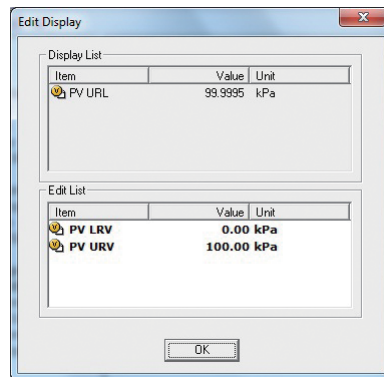 Edit Display
Display List
Item Value Unit
PV URL 99.9995 kPa
Edit List
Item Value Unit
PV LRV 0.00 kPa
PV URV 100.00 kPa
OK